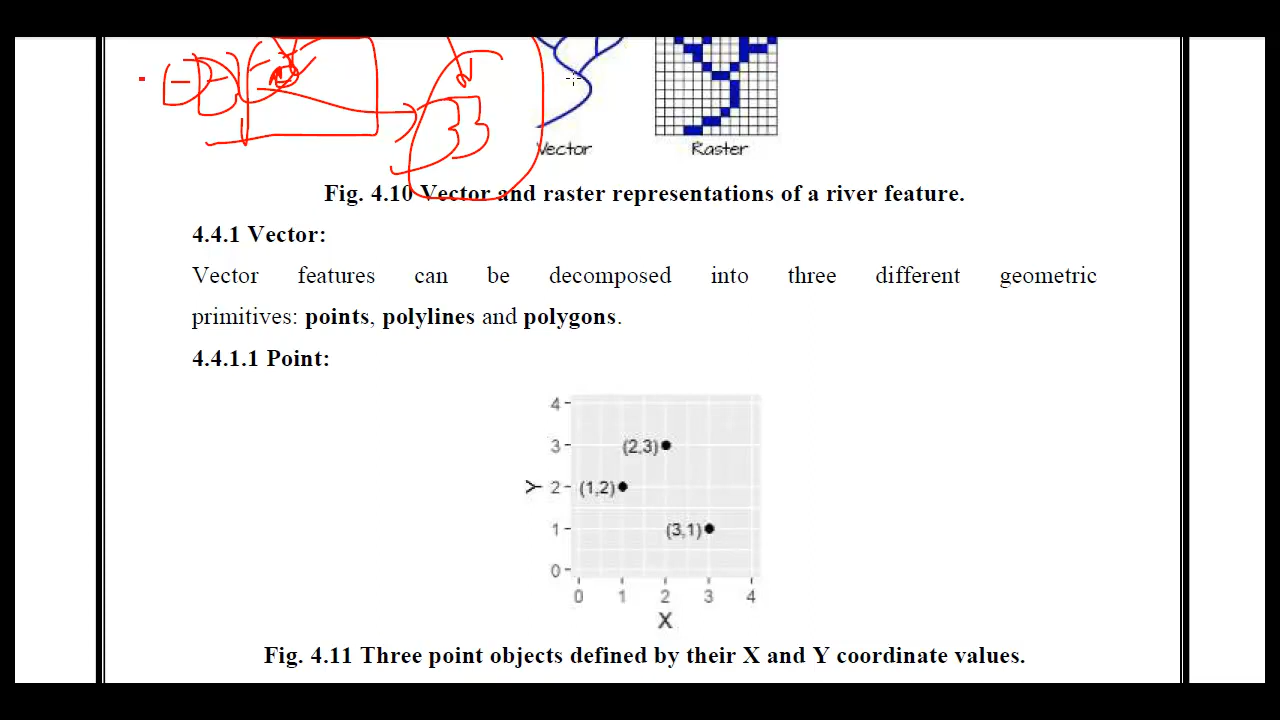 Vector
Raster
Fig. 4.10 Vector and raster representations of a river feature.
4.4.1 Vector:
Vector features can be decomposed into three different geometric
primitives: points, polylines and polygons.
4.4.1.1 Point:
4
3
(2,3)
Y
2
(1,2)
1
(3,1)
0
0 1 2 3 4
X
Fig. 4.11 Three point objects defined by their X and Y coordinate values.